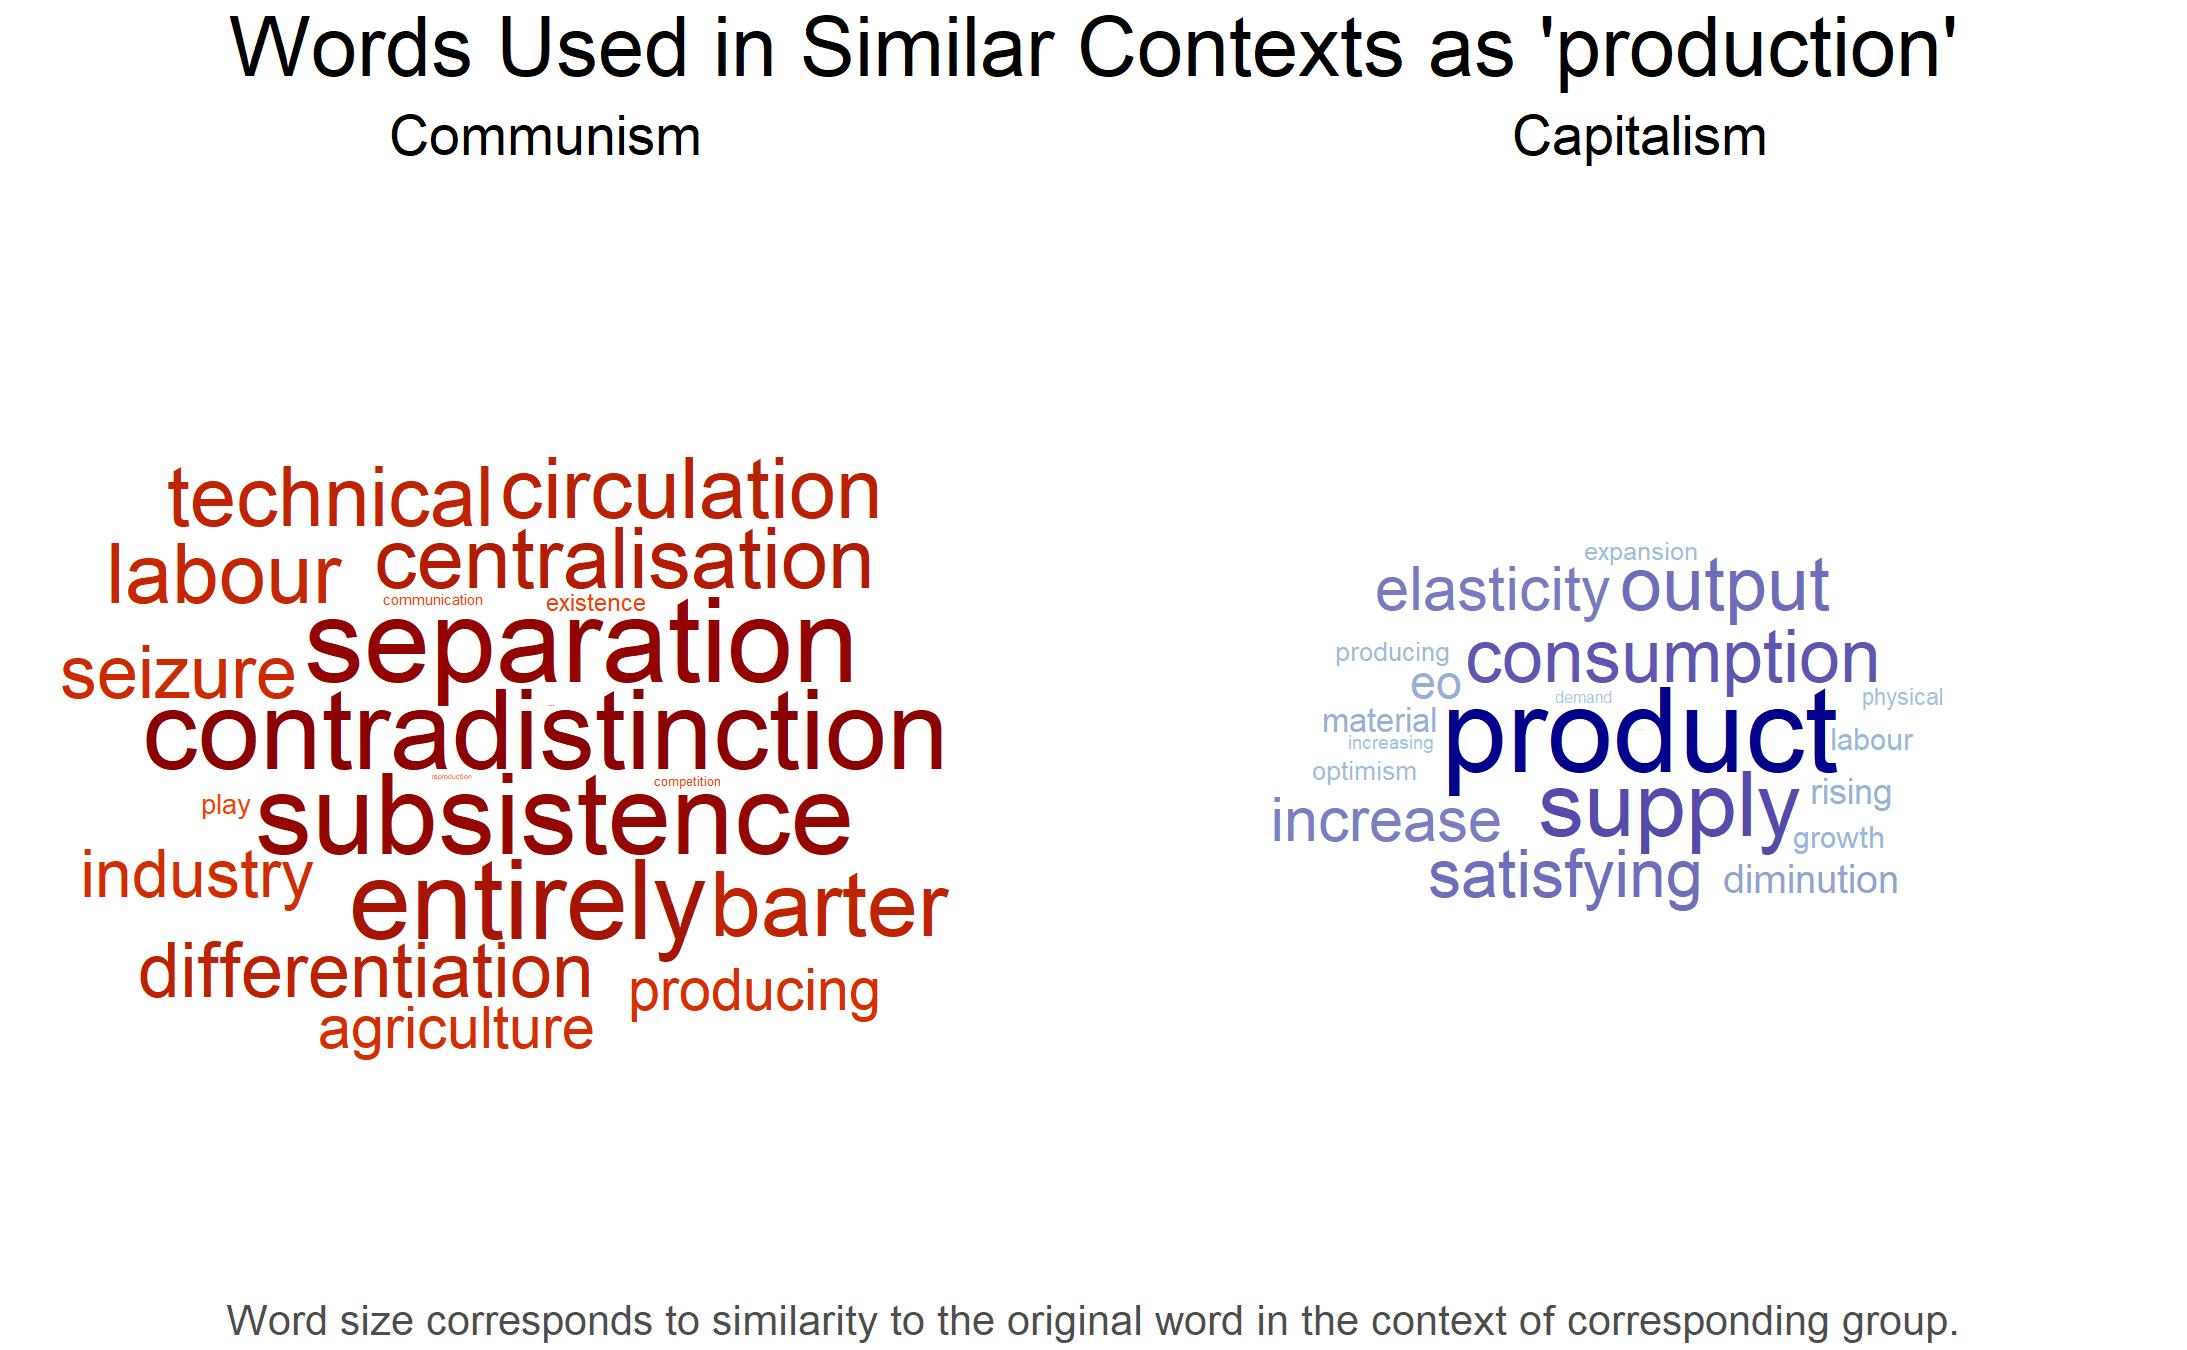 Words Used in Similar Contexts as 'production'
Communism
Capitalism
technical circulation
labour centralisation
communication existence
separation
seizure
contradistinction
reproduction competition
play subsistence
industry
entirely barter
differentiation
producing
agriculture
expansion
elasticity output
producing consumption
eo
demand physical
material product
increasing labour
optimism
rising
increase supply
growth
satisfying diminution
Word size corresponds to similarity to the original word in the context of corresponding group.